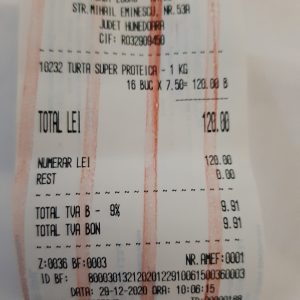 STR. MIHAIL EMINESCU, NR. 53A
JUDET HUNEDOARA
CIF: RO32909450
10232 TURTA SUPER PROTEICA - 1 KG
16 BUC X 7.50= 120.00 B
TOTAL LEI 120.00
NUMERAR LEI 120.00
REST 0.00
TOTAL TVA B - 9% 9.91
TOTAL TVA BON 9.91
Z:0036 BF:0003 NR.AMEF:0001
ID BF: 80003013212020122910061500360003
DATA: 29-12-2020 ORA: 10:06:15